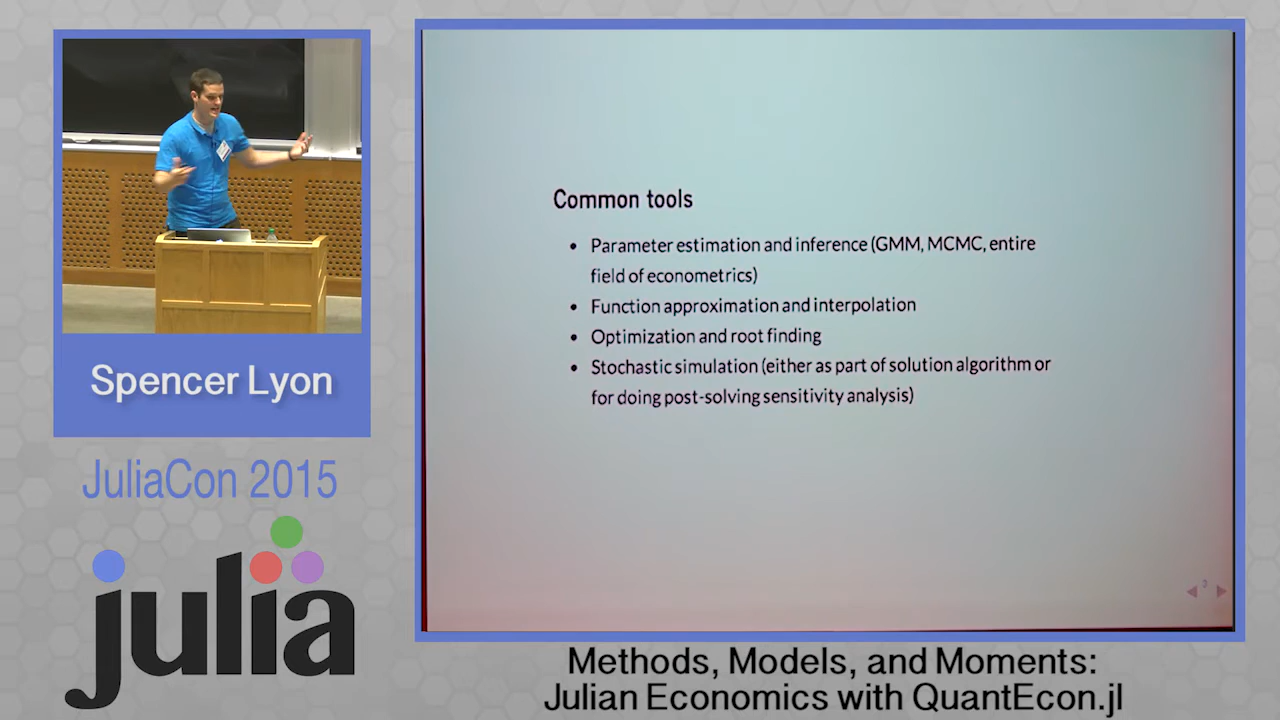 Spencer Lyon
JuliaCon 2015
julia
Common tools
• Parameter estimation and inference (GMM, MCMC, entire
field of econometrics)
• Function approximation and interpolation
• Optimization and root finding
• Stochastic simulation (either as part of solution algorithm or
for doing post-solving sensitivity analysis)
3
Methods, Models, and Moments:
Julian Economics with QuantEcon.jl